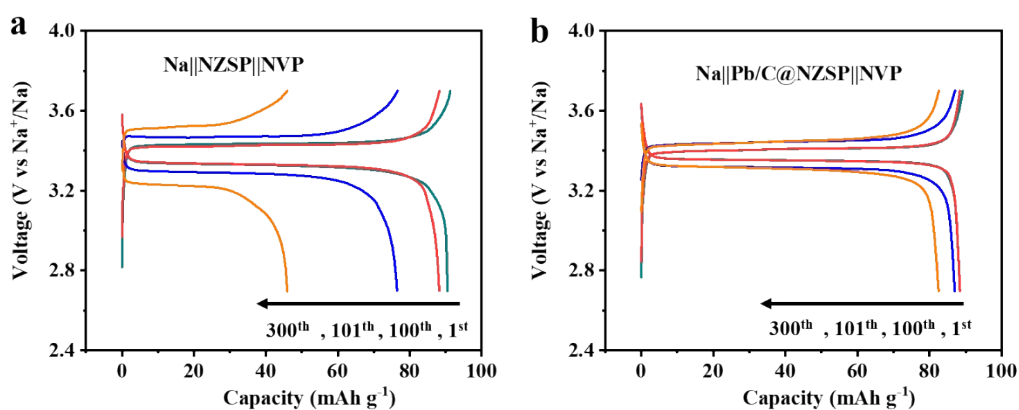 a
Na||NZSP||NVP
Voltage (V vs Na⁺/Na)
4.0
3.6
3.2
2.8
2.4
300ᵗʰ , 101ᵗʰ , 100ᵗʰ, 1ˢᵗ
0 20 40 60 80 100
Capacity (mAh g⁻¹)
b
Na||Pb/C@NZSP||NVP
Voltage (V vs Na⁺/Na)
4.0
3.6
3.2
2.8
2.4
300ᵗʰ , 101ᵗʰ , 100ᵗʰ, 1ˢᵗ
0 20 40 60 80 100
Capacity (mAh g⁻¹)